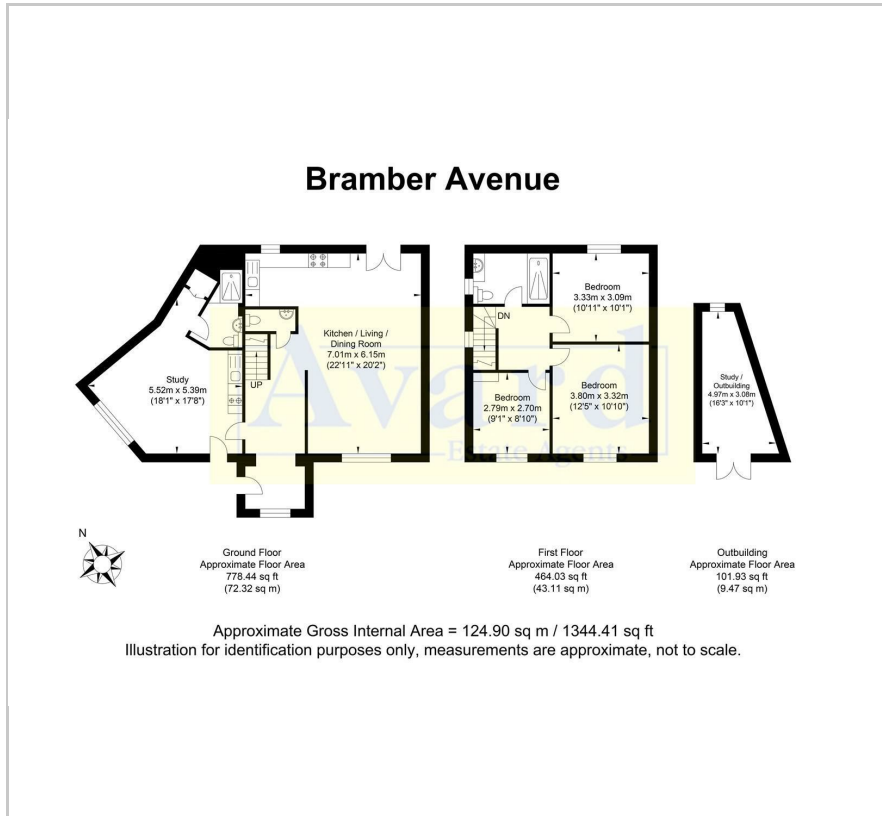 Bramber Avenue
Kitchen / Living /
Dining Room
7.01m x 6.15m
(22'11" x 20'2")
Study
5.52m x 5.39m
(18'1" x 17'8")
UP
DN
Bedroom
3.33m x 3.09m
(10'11" x 10'1")
Bedroom
2.79m x 2.70m
(9'1" x 8'10")
Bedroom
3.80m x 3.32m
(12'5" x 10'10")
Study /
Outbuilding
4.97m x 3.08m
(16'3" x 10'1")
Avard
Estate Agents
N
Ground Floor
Approximate Floor Area
778.44 sq ft
(72.32 sq m)
First Floor
Approximate Floor Area
464.03 sq ft
(43.11 sq m)
Outbuilding
Approximate Floor Area
101.93 sq ft
(9.47 sq m)
Approximate Gross Internal Area = 124.90 sq m / 1344.41 sq ft
Illustration for identification purposes only, measurements are approximate, not to scale.